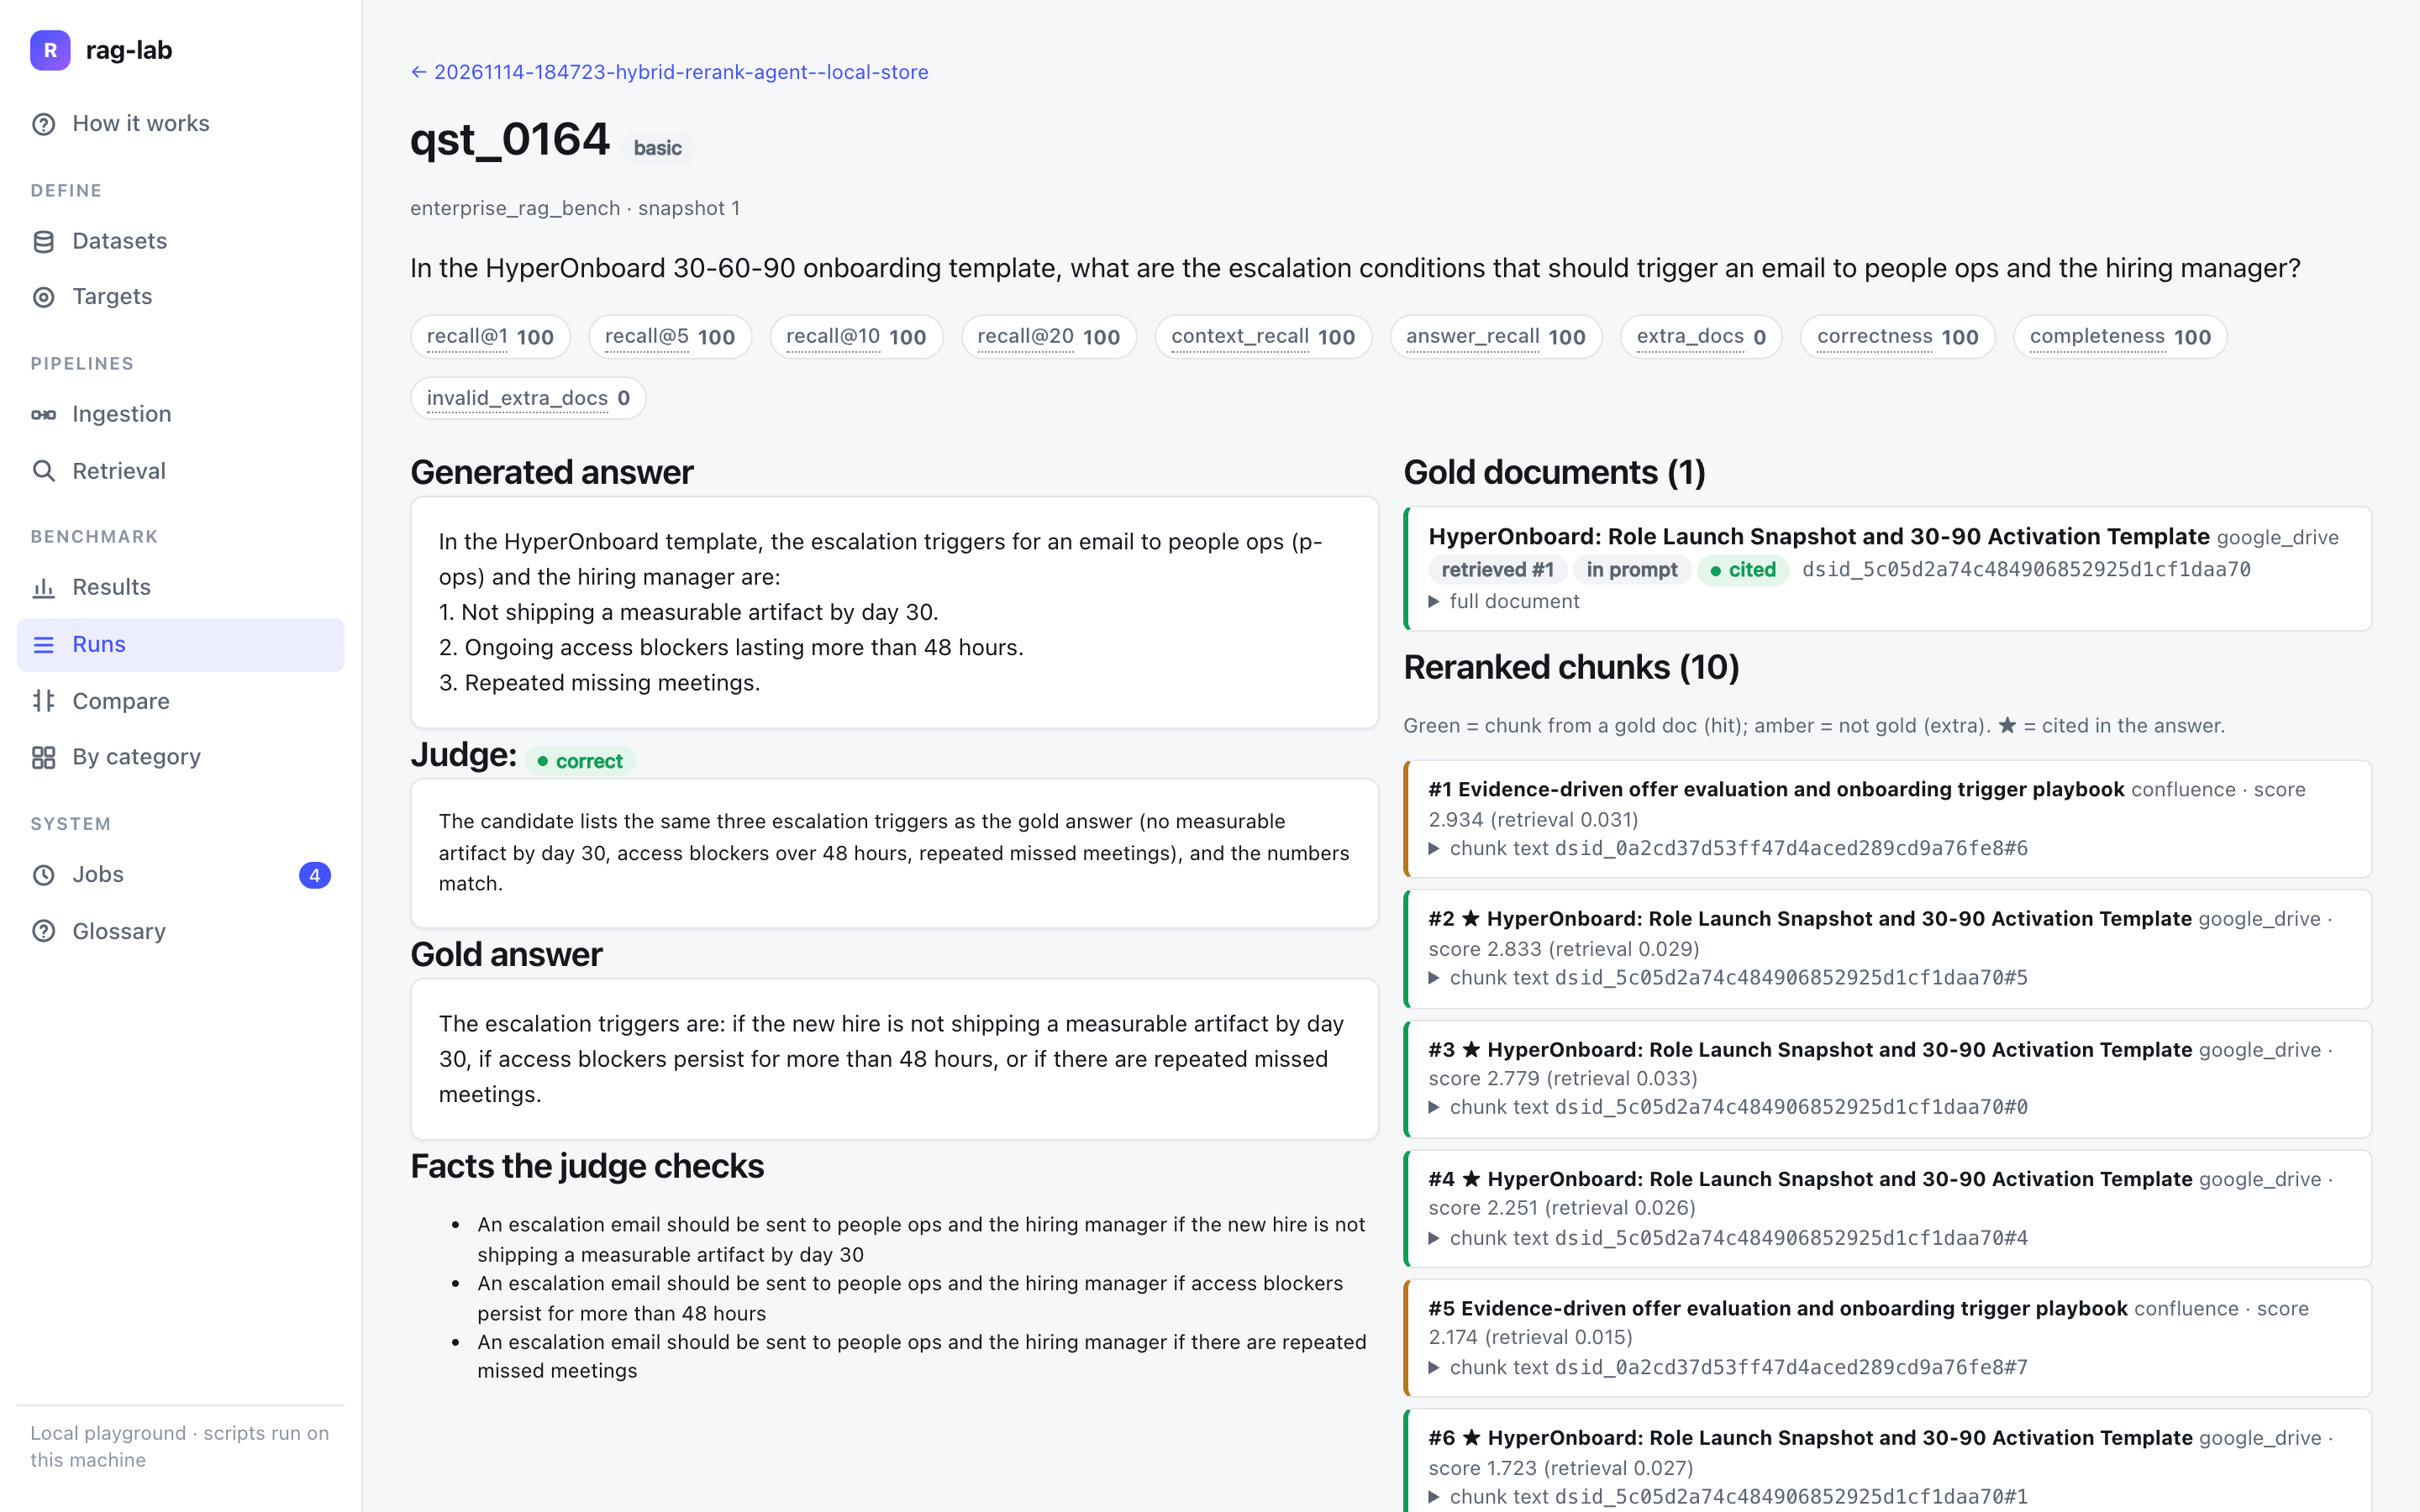 R rag-lab
How it works
DEFINE
Datasets
Targets
PIPELINES
Ingestion
Retrieval
BENCHMARK
Results
Runs
Compare
By category
SYSTEM
Jobs 4
Glossary
Local playground · scripts run on
this machine
← 20261114-184723-hybrid-rerank-agent--local-store
qst_0164 basic
enterprise_rag_bench · snapshot 1
In the HyperOnboard 30-60-90 onboarding template, what are the escalation conditions that should trigger an email to people ops and the hiring manager?
recall@1 100 recall@5 100 recall@10 100 recall@20 100 context_recall 100 answer_recall 100 extra_docs 0 correctness 100 completeness 100
invalid_extra_docs 0
Generated answer
In the HyperOnboard template, the escalation triggers for an email to people ops (p-
ops) and the hiring manager are:
1. Not shipping a measurable artifact by day 30.
2. Ongoing access blockers lasting more than 48 hours.
3. Repeated missing meetings.
Judge: correct
The candidate lists the same three escalation triggers as the gold answer (no measurable
artifact by day 30, access blockers over 48 hours, repeated missed meetings), and the numbers
match.
Gold answer
The escalation triggers are: if the new hire is not shipping a measurable artifact by day
30, if access blockers persist for more than 48 hours, or if there are repeated missed
meetings.
Facts the judge checks
• An escalation email should be sent to people ops and the hiring manager if the new hire is not
shipping a measurable artifact by day 30
• An escalation email should be sent to people ops and the hiring manager if access blockers
persist for more than 48 hours
• An escalation email should be sent to people ops and the hiring manager if there are repeated
missed meetings
Gold documents (1)
HyperOnboard: Role Launch Snapshot and 30-90 Activation Template google_drive
retrieved #1 in prompt cited dsid_5c05d2a74c484906852925d1cf1daa70
full document
Reranked chunks (10)
Green = chunk from a gold doc (hit); amber = not gold (extra). ★ = cited in the answer.
#1 Evidence-driven offer evaluation and onboarding trigger playbook confluence · score
2.934 (retrieval 0.031)
chunk text dsid_0a2cd37d53ff47d4aced289cd9a76fe8#6
#2 ★ HyperOnboard: Role Launch Snapshot and 30-90 Activation Template google_drive ·
score 2.833 (retrieval 0.029)
chunk text dsid_5c05d2a74c484906852925d1cf1daa70#5
#3 ★ HyperOnboard: Role Launch Snapshot and 30-90 Activation Template google_drive ·
score 2.779 (retrieval 0.033)
chunk text dsid_5c05d2a74c484906852925d1cf1daa70#0
#4 ★ HyperOnboard: Role Launch Snapshot and 30-90 Activation Template google_drive ·
score 2.251 (retrieval 0.026)
chunk text dsid_5c05d2a74c484906852925d1cf1daa70#4
#5 Evidence-driven offer evaluation and onboarding trigger playbook confluence · score
2.174 (retrieval 0.015)
chunk text dsid_0a2cd37d53ff47d4aced289cd9a76fe8#7
#6 ★ HyperOnboard: Role Launch Snapshot and 30-90 Activation Template google_drive ·
score 1.723 (retrieval 0.027)
chunk text dsid_5c05d2a74c484906852925d1cf1daa70#1